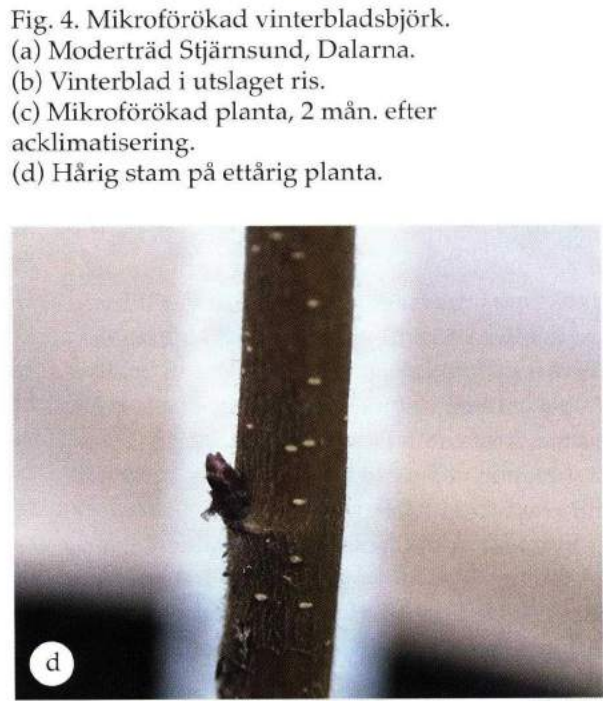 Fig. 4. Mikroförökad vinterbladsbjörk.
(a) Moderträd Stjärnsund, Dalarna.
(b) Vinterblad i utslaget ris.
(c) Mikroförökad planta, 2 mån. efter
acklimatisering.
(d) Hårig stam på ettårig planta.
d